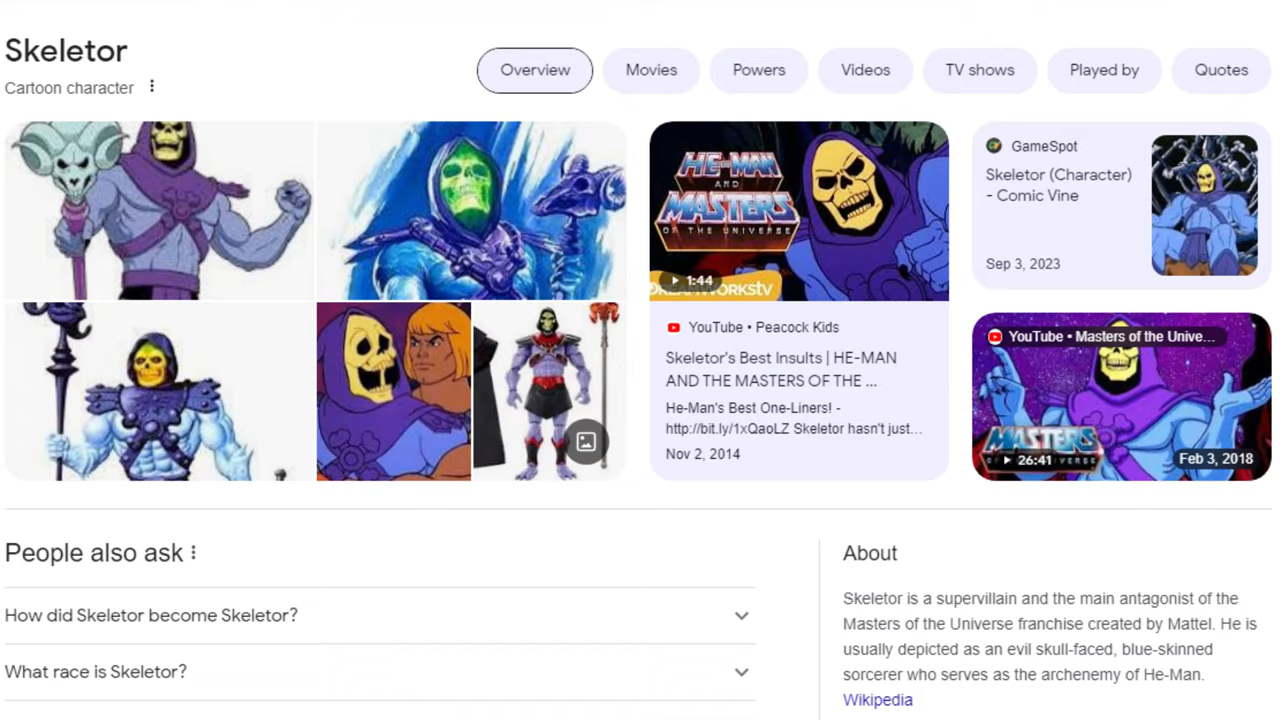 Skeletor
Cartoon character
Overview
Movies
Powers
Videos
TV shows
Played by
Quotes
HE-MAN
AND
MASTERS
OF THE UNIVERSE
1:44
DREAMWORKSTV
YouTube • Peacock Kids
Skeletor's Best Insults | HE-MAN
AND THE MASTERS OF THE ...
He-Man's Best One-Liners! -
http://bit.ly/1xQaoLZ Skeletor hasn't just...
Nov 2, 2014
GameSpot
Skeletor (Character)
- Comic Vine
Sep 3, 2023
YouTube • Masters of the Unive...
MASTERS
26:41
Feb 3, 2018
People also ask
How did Skeletor become Skeletor?
What race is Skeletor?
About
Skeletor is a supervillain and the main antagonist of the
Masters of the Universe franchise created by Mattel. He is
usually depicted as an evil skull-faced, blue-skinned
sorcerer who serves as the archenemy of He-Man.
Wikipedia